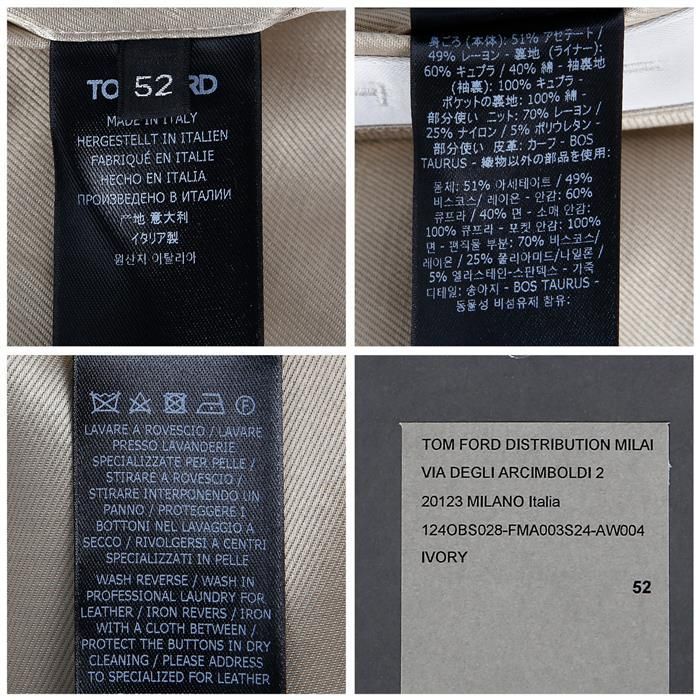 52
MADE IN ITALY
HERGESTELLT IN ITALIEN
FABRIQUÉ EN ITALIE
HECHO EN ITALIA
ПРОИЗВЕДЕНО В ИТАЛИИ
产地 意大利
イタリア製
원산지 이탈리아
身ごろ (本体): 51% アセテート /
49% レーヨン - 裏地 (ライナー):
60% キュプラ / 40% 綿 - 袖裏地
(袖裏): 100% キュプラ -
ポケットの裏地: 100% 綿 -
部分使い ニット: 70% レーヨン /
25% ナイロン / 5% ポリウレタン -
部分使い 皮革: カーフ - BOS
TAURUS - 織物以外の部品を使用:
몸체: 51% 아세테이트 / 49%
비스코스/ 레이온 - 안감: 60%
큐프라 / 40% 면 - 소매 안감:
100% 큐프라 - 포켓 안감: 100%
면 - 편직물 부분: 70% 비스코스/
레이온 / 25% 폴리아미드/나일론 /
5% 엘라스테인-스판덱스 - 가죽
디테일: 송아지 - BOS TAURUS -
동물성 비섬유제 함유:
LAVARE A ROVESCIO / LAVARE
PRESSO LAVANDERIE
SPECIALIZZATE PER PELLE /
STIRARE A ROVESCIO /
STIRARE INTERPONENDO UN
PANNO / PROTEGGERE I
BOTTONI NEL LAVAGGIO A
SECCO / RIVOLGERSI A CENTRI
SPECIALIZZATI IN PELLE
WASH REVERSE / WASH IN
PROFESSIONAL LAUNDRY FOR
LEATHER / IRON REVERS / IRON
WITH A CLOTH BETWEEN /
PROTECT THE BUTTONS IN DRY
CLEANING / PLEASE ADDRESS
TO SPECIALIZED FOR LEATHER
TOM FORD DISTRIBUTION MILAI
VIA DEGLI ARCIMBOLDI 2
20123 MILANO Italia
124OBS028-FMA003S24-AW004
IVORY
52